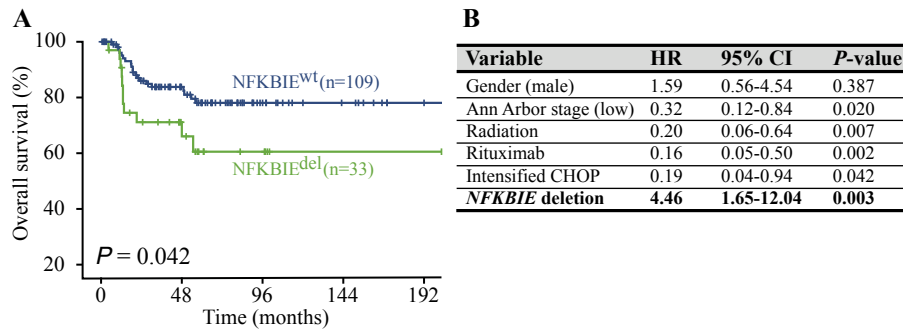 A
100
80
60
40
20
Overall survival (%)
NFKBIEwt(n=109)
NFKBIEdel(n=33)
P = 0.042
0 48 96 144 192
Time (months)
B
Variable HR 95% CI P-value
Gender (male) 1.59 0.56-4.54 0.387
Ann Arbor stage (low) 0.32 0.12-0.84 0.020
Radiation 0.20 0.06-0.64 0.007
Rituximab 0.16 0.05-0.50 0.002
Intensified CHOP 0.19 0.04-0.94 0.042
NFKBIE deletion 4.46 1.65-12.04 0.003